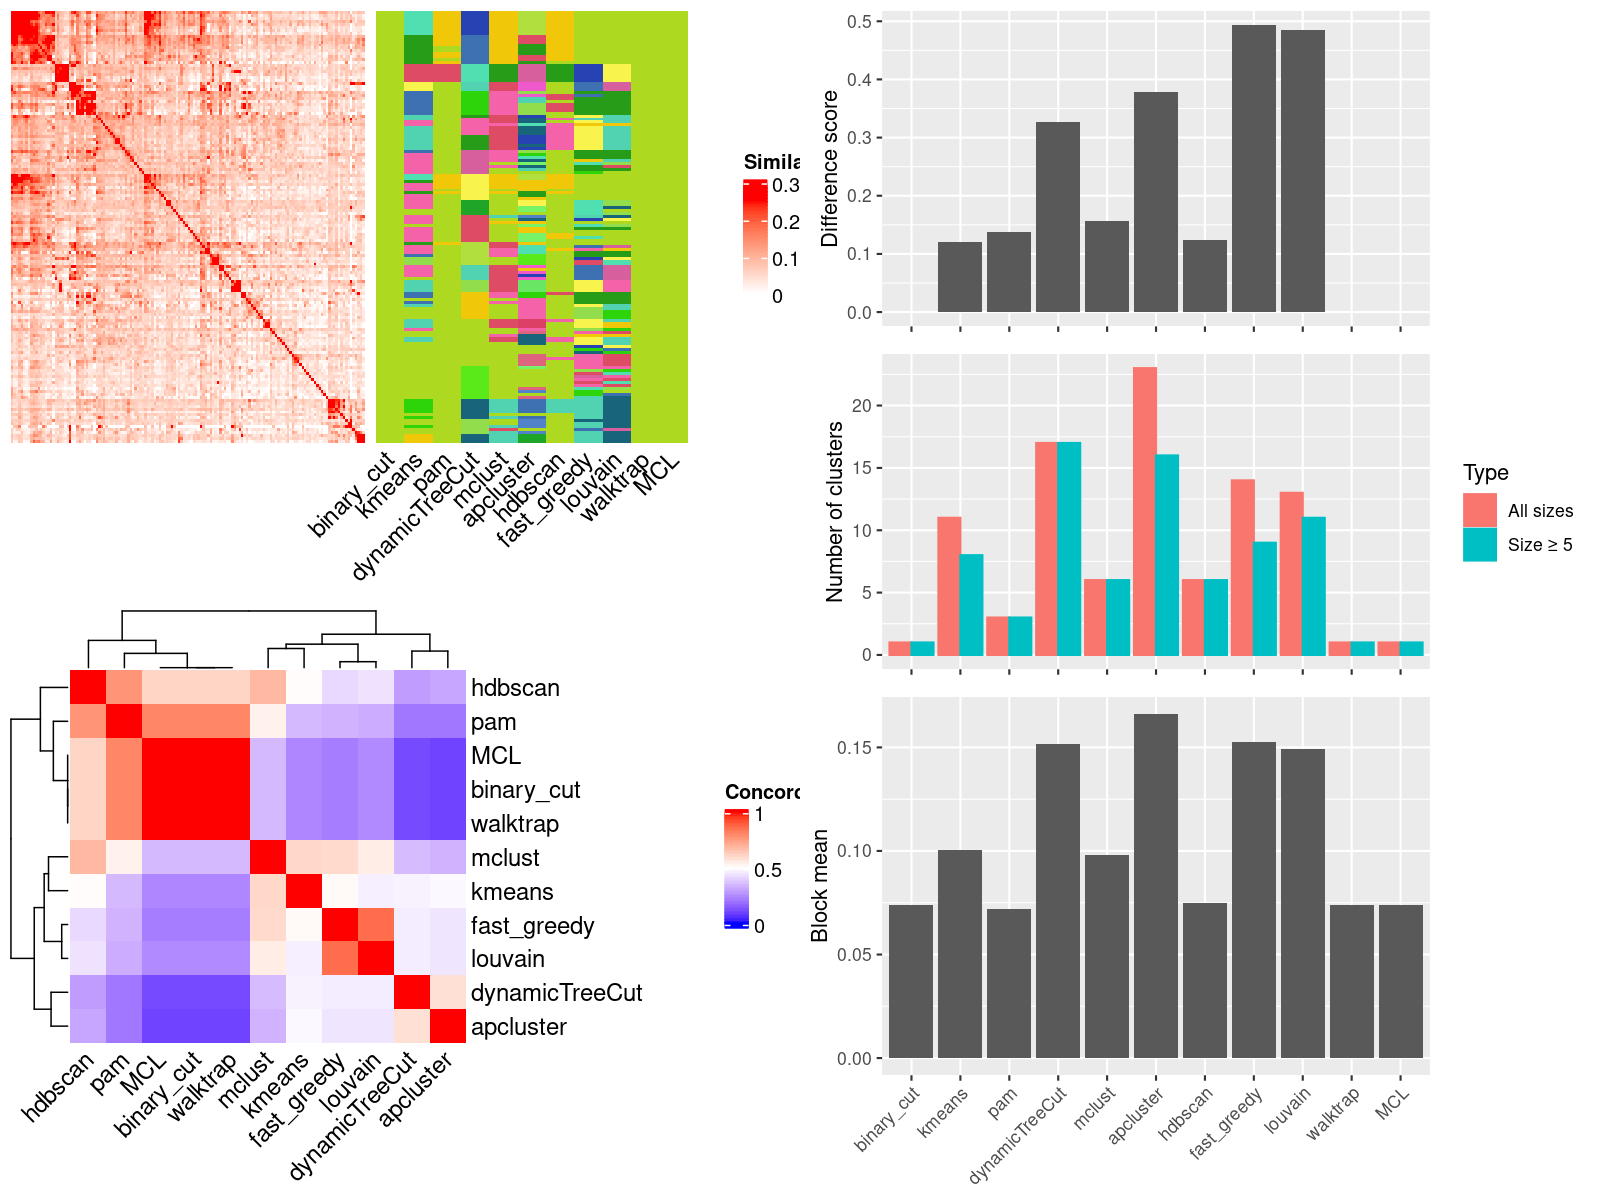 Simila
0.3
0.2
0.1
0
binary_cut
kmeans
pam
dynamicTreeCut
mclust
apcluster
hdbscan
fast_greedy
louvain
walktrap
MCL
hdbscan
pam
MCL
binary_cut
walktrap
mclust
kmeans
fast_greedy
louvain
dynamicTreeCut
apcluster
Concord
1
0.5
0
hdbscan
pam
MCL
binary_cut
walktrap
mclust
kmeans
fast_greedy
louvain
dynamicTreeCut
apcluster
Difference score
0.5
0.4
0.3
0.2
0.1
0.0
Number of clusters
20
15
10
5
0
Type
All sizes
Size ≥ 5
Block mean
0.15
0.10
0.05
0.00
binary_cut
kmeans
pam
dynamicTreeCut
mclust
apcluster
hdbscan
fast_greedy
louvain
walktrap
MCL